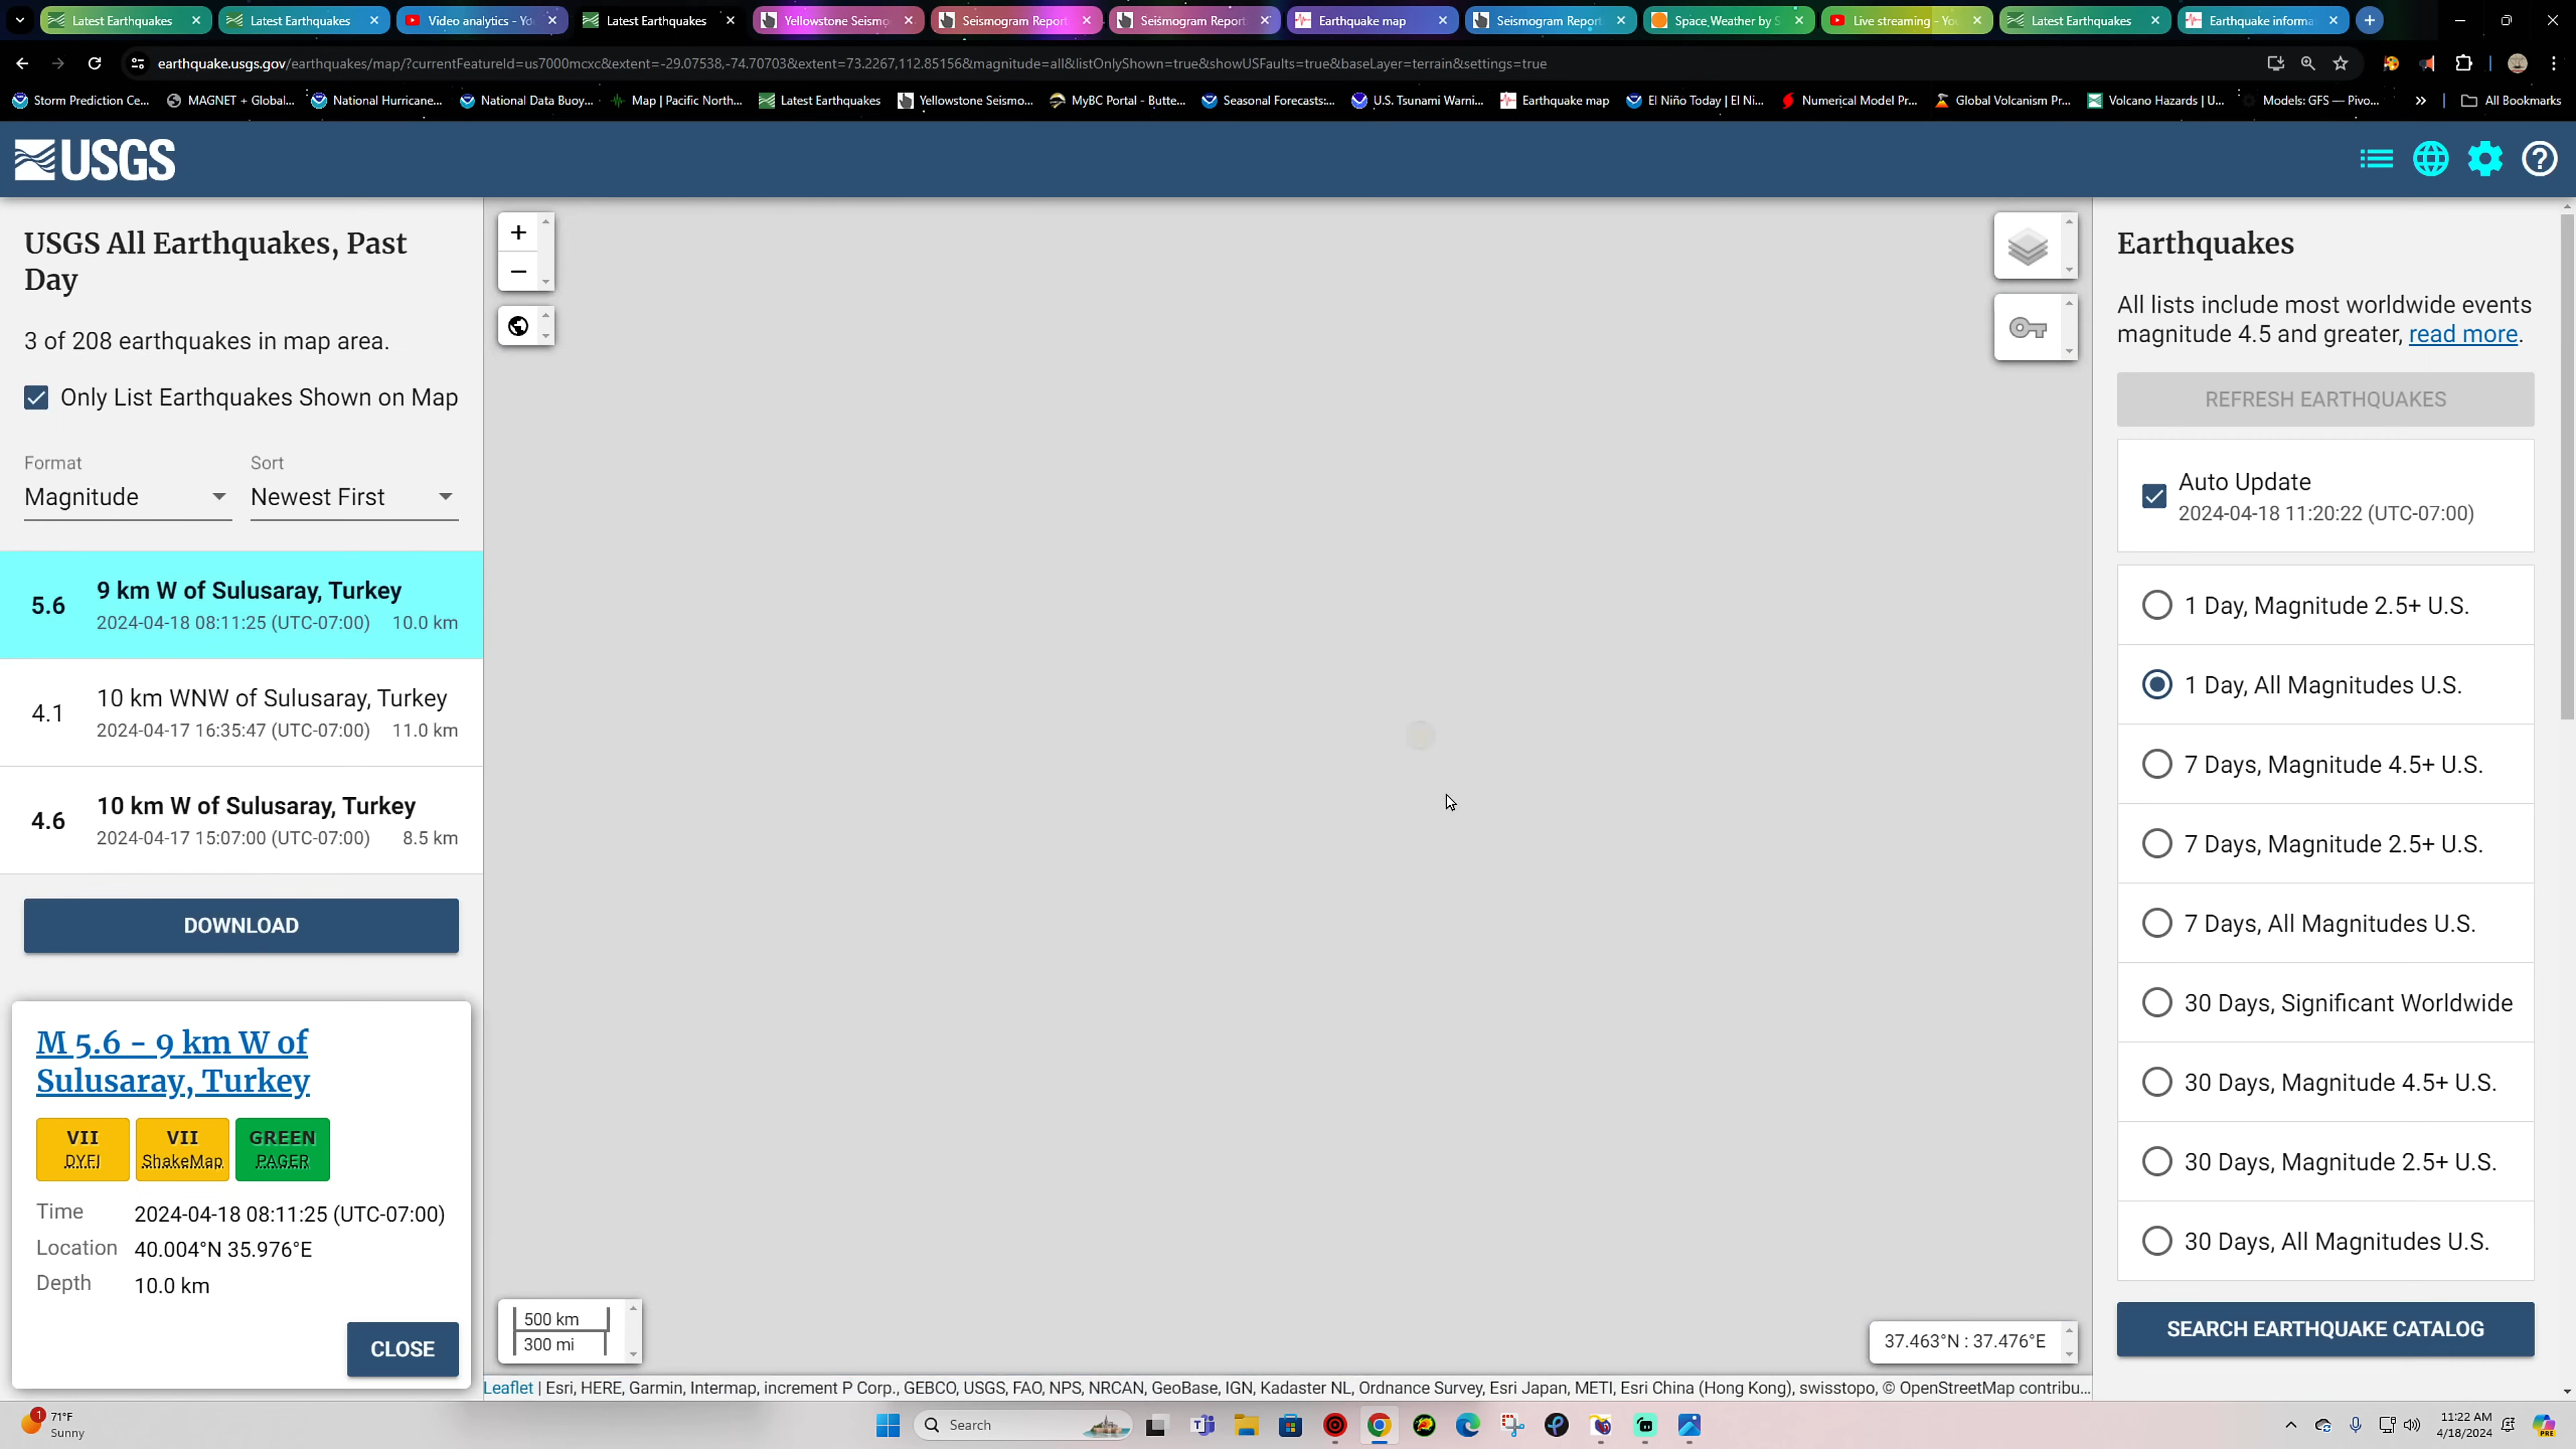 Latest Earthquakes
Latest Earthquakes
Video analytics - Yo
Latest Earthquakes
Yellowstone Seismo
Seismogram Report
Seismogram Report
Earthquake map
Seismogram Report
Space Weather by S
Live streaming - Yo
Latest Earthquakes
Earthquake informa
earthquake.usgs.gov/earthquakes/map/?currentFeatureId=us7000mcxc&extent=-29.07538,-74.70703&extent=73.2267,112.85156&magnitude=all&listOnlyShown=true&showUSFaults=true&baseLayer=terrain&settings=true
Storm Prediction Ce...
MAGNET + Global...
National Hurricane...
National Data Buoy...
Map | Pacific North...
Latest Earthquakes
Yellowstone Seismo...
MyBC Portal - Butte...
Seasonal Forecasts:...
U.S. Tsunami Warni...
Earthquake map
El Niño Today | El Ni...
Numerical Model Pr...
Global Volcanism Pr...
Volcano Hazards | U...
Models: GFS — Pivo...
All Bookmarks
USGS
USGS All Earthquakes, Past
Day
3 of 208 earthquakes in map area.
Only List Earthquakes Shown on Map
Format
Sort
Magnitude
Newest First
5.6
9 km W of Sulusaray, Turkey
2024-04-18 08:11:25 (UTC-07:00) 10.0 km
4.1
10 km WNW of Sulusaray, Turkey
2024-04-17 16:35:47 (UTC-07:00) 11.0 km
4.6
10 km W of Sulusaray, Turkey
2024-04-17 15:07:00 (UTC-07:00) 8.5 km
DOWNLOAD
M 5.6 - 9 km W of
Sulusaray, Turkey
VII
DYFI
VII
ShakeMap
GREEN
PAGER
Time 2024-04-18 08:11:25 (UTC-07:00)
Location 40.004°N 35.976°E
Depth 10.0 km
CLOSE
+
−
500 km
300 mi
37.463°N : 37.476°E
Leaflet | Esri, HERE, Garmin, Intermap, increment P Corp., GEBCO, USGS, FAO, NPS, NRCAN, GeoBase, IGN, Kadaster NL, Ordnance Survey, Esri Japan, METI, Esri China (Hong Kong), swisstopo, © OpenStreetMap contribu...
Earthquakes
All lists include most worldwide events
magnitude 4.5 and greater, read more.
REFRESH EARTHQUAKES
Auto Update
2024-04-18 11:20:22 (UTC-07:00)
1 Day, Magnitude 2.5+ U.S.
1 Day, All Magnitudes U.S.
7 Days, Magnitude 4.5+ U.S.
7 Days, Magnitude 2.5+ U.S.
7 Days, All Magnitudes U.S.
30 Days, Significant Worldwide
30 Days, Magnitude 4.5+ U.S.
30 Days, Magnitude 2.5+ U.S.
30 Days, All Magnitudes U.S.
SEARCH EARTHQUAKE CATALOG
1
71°F
Sunny
Search
PRE
11:22 AM
4/18/2024